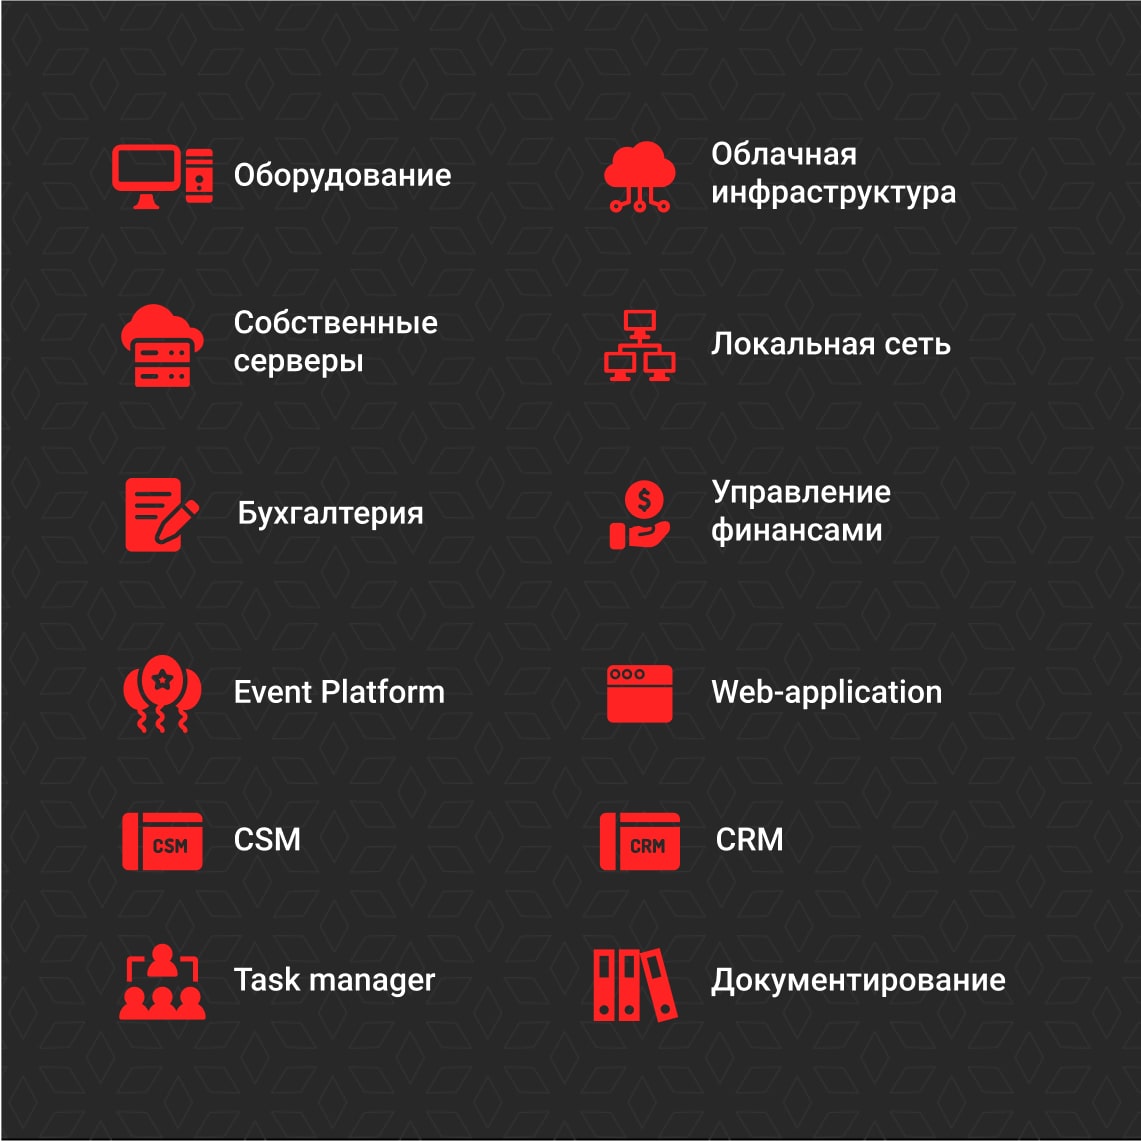 Оборудование
Облачная
инфраструктура
Собственные
серверы
Локальная сеть
Бухгалтерия
Управление
финансами
$
Event Platform
Web-application
CSM
CSM
CRM
CRM
Task manager
Документирование